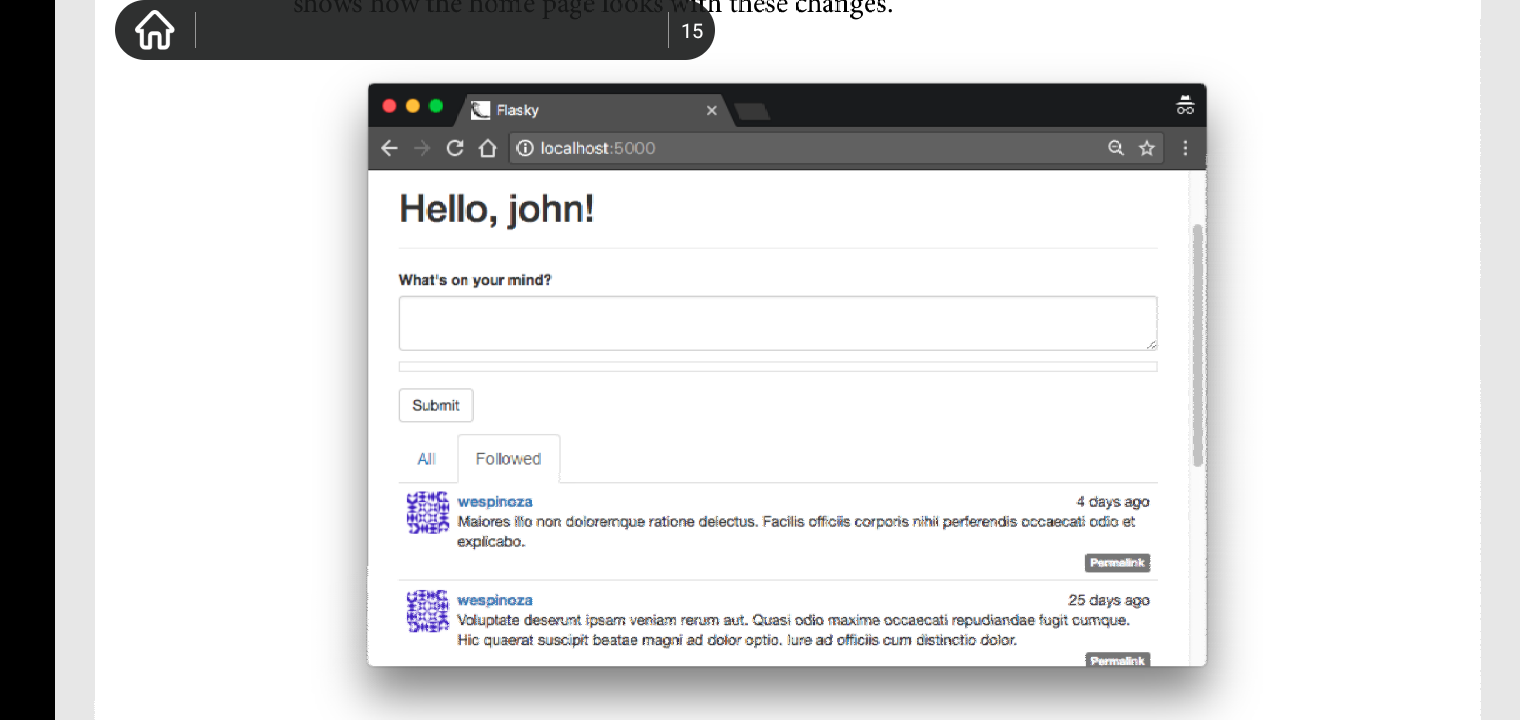 shows how the home page looks with these changes.
15
Flasky
localhost:5000
Hello, john!
What's on your mind?
Submit
All Followed
wespinoza 4 days ago
Maiores illo non doloremque ratione delectus. Facilis officiis corporis nihil perferendis occaecati odio et
explicabo.
Permalink
wespinoza 25 days ago
Voluptate deserunt ipsam veniam rerum aut. Quasi odio maxime occaecati repudiandae fugit cumque.
Hic quaerat suscipit beatae magni ad dolor optio. Iure ad officiis cum distinctio dolor.
Permalink